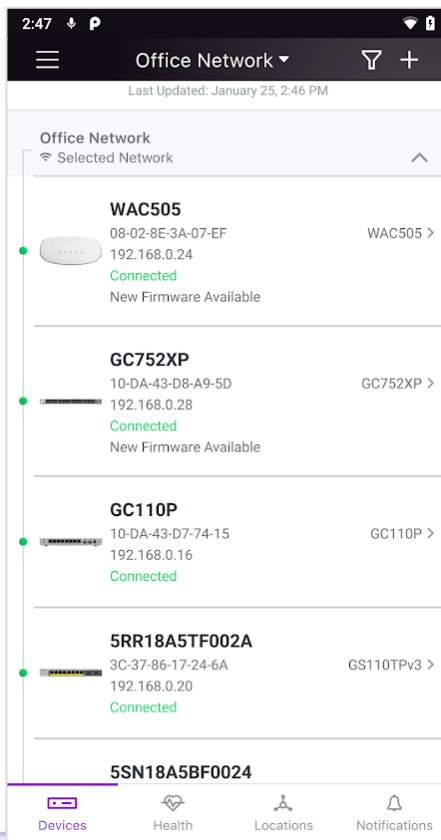 2:47
Office Network
Last Updated: January 25, 2:46 PM
Office Network
Selected Network
WAC505
08-02-8E-3A-07-EF
WAC505
192.168.0.24
Connected
New Firmware Available
GC752XP
10-DA-43-D8-A9-5D
GC752XP
192.168.0.28
Connected
New Firmware Available
GC110P
10-DA-43-D7-74-15
GC110P
192.168.0.16
Connected
5RR18A5TF002A
3C-37-86-17-24-6A
GS110TPv3
192.168.0.20
Connected
5SN18A5BF0024
Devices
Health
Locations
Notifications